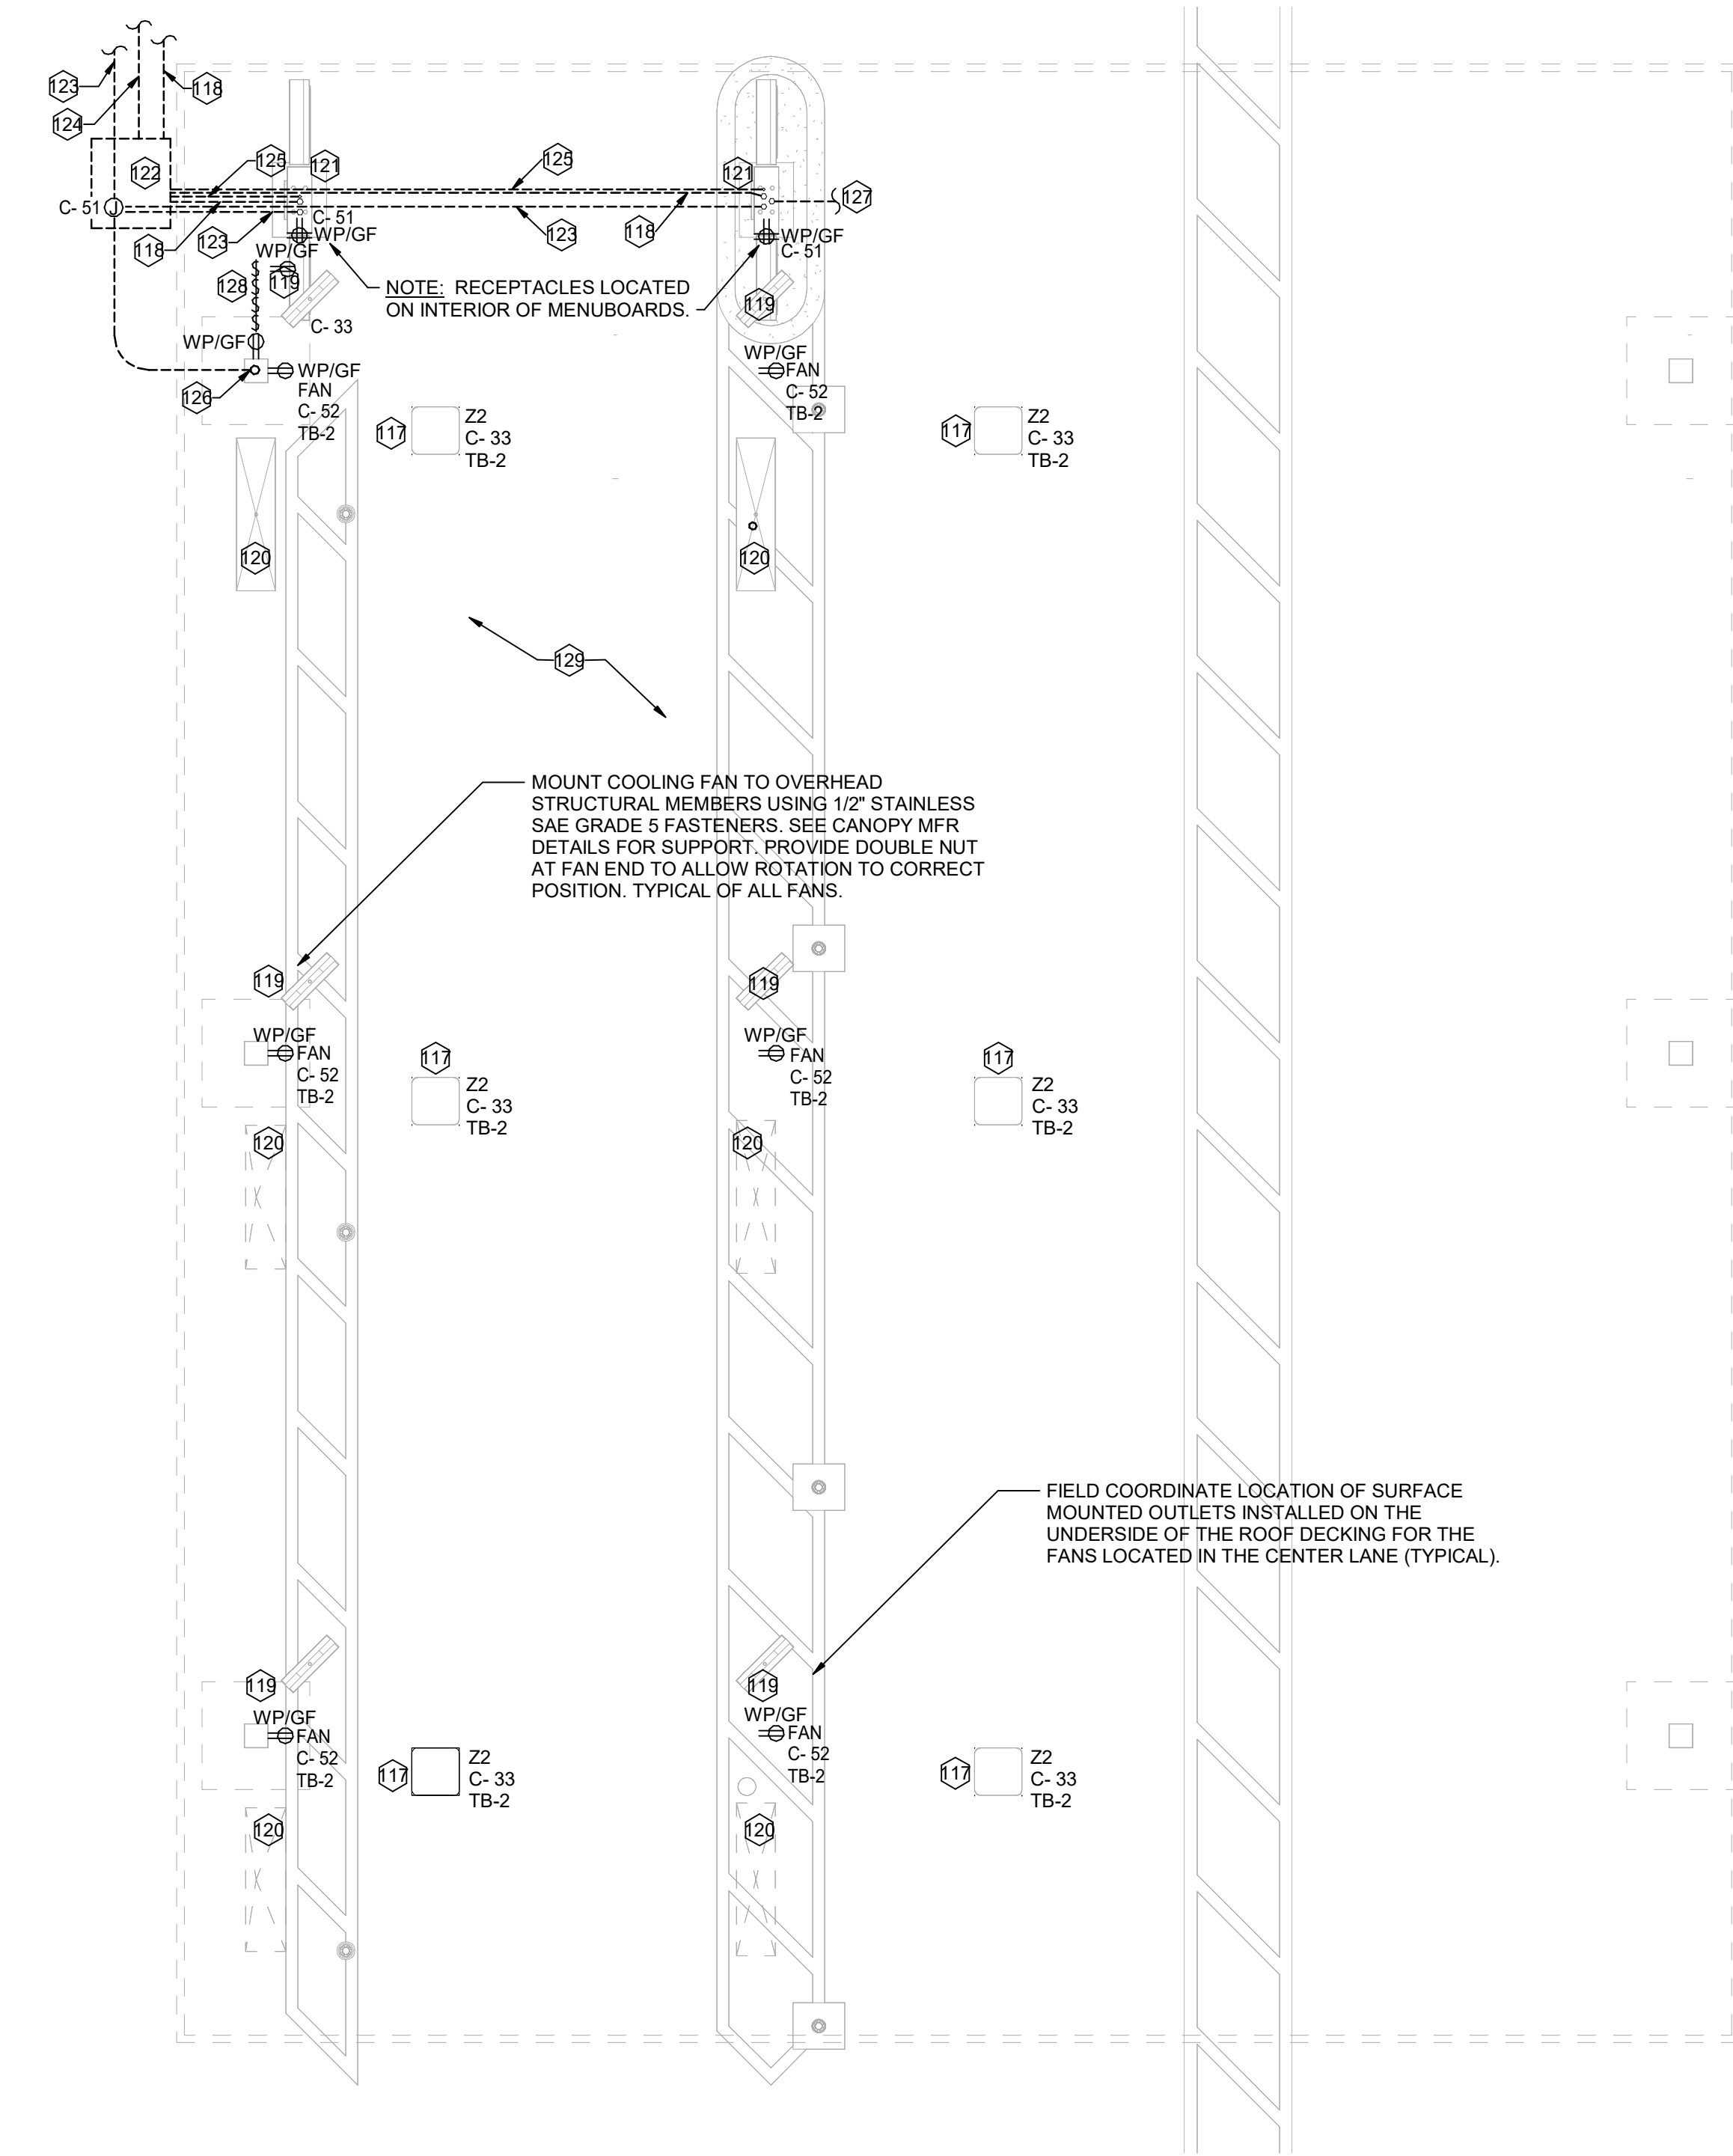 123
118
124
122
125
121
125
121
127
C- 51
J
118
123
C- 51
WP/GF
123
118
WP/GF
C- 51
WP/GF
128
119
NOTE: RECEPTACLES LOCATED
ON INTERIOR OF MENUBOARDS.
119
C- 33
WP/GF
126
WP/GF
FAN
C- 52
TB-2
WP/GF
FAN
C- 52
TB-2
117
Z2
C- 33
TB-2
117
Z2
C- 33
TB-2
120
120
129
MOUNT COOLING FAN TO OVERHEAD
STRUCTURAL MEMBERS USING 1/2" STAINLESS
SAE GRADE 5 FASTENERS. SEE CANOPY MFR
DETAILS FOR SUPPORT. PROVIDE DOUBLE NUT
AT FAN END TO ALLOW ROTATION TO CORRECT
POSITION. TYPICAL OF ALL FANS.
119
119
WP/GF
FAN
C- 52
TB-2
117
Z2
C- 33
TB-2
WP/GF
FAN
C- 52
TB-2
117
Z2
C- 33
TB-2
120
120
FIELD COORDINATE LOCATION OF SURFACE
MOUNTED OUTLETS INSTALLED ON THE
UNDERSIDE OF THE ROOF DECKING FOR THE
FANS LOCATED IN THE CENTER LANE (TYPICAL).
119
119
WP/GF
FAN
C- 52
TB-2
117
Z2
C- 33
TB-2
WP/GF
FAN
C- 52
TB-2
117
Z2
C- 33
TB-2
120
120